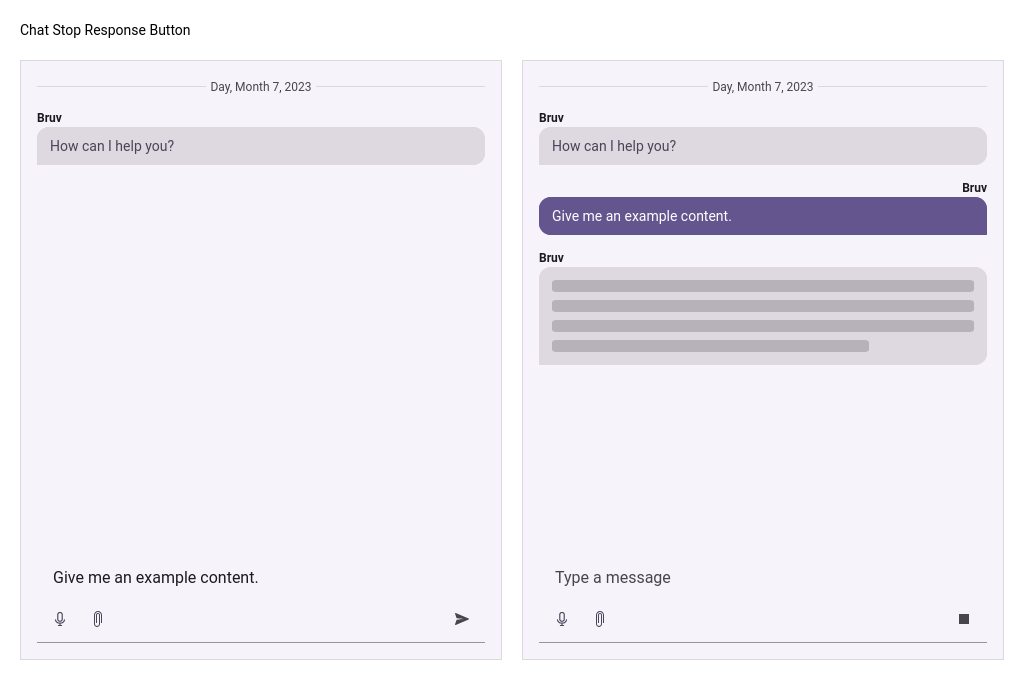 Chat Stop Response Button
Day, Month 7, 2023
Bruv
How can I help you?
Give me an example content.
Day, Month 7, 2023
Bruv
How can I help you?
Bruv
Give me an example content.
Bruv
Type a message